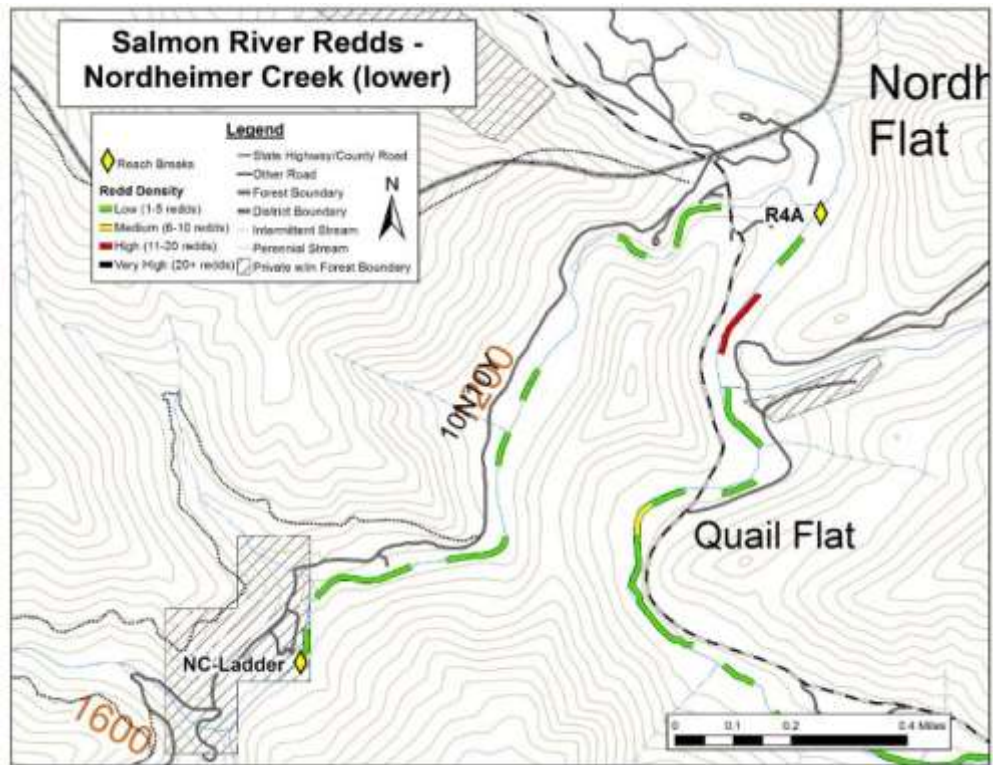 Salmon River Redds -
Nordheimer Creek (lower)
Legend
Reach Breaks
Redd Density
Low (1-5 redds)
Medium (6-10 redds)
High (11-20 redds)
Very High (20+ redds)
State Highway/County Road
Other Road
Forest Boundary
District Boundary
Intermittent Stream
Perennial Stream
Private w/in Forest Boundary
N
Nordh
Flat
R4A
1200
10N10Y
Quail Flat
NC-Ladder
1600
0 0.1 0.2 0.4 Miles